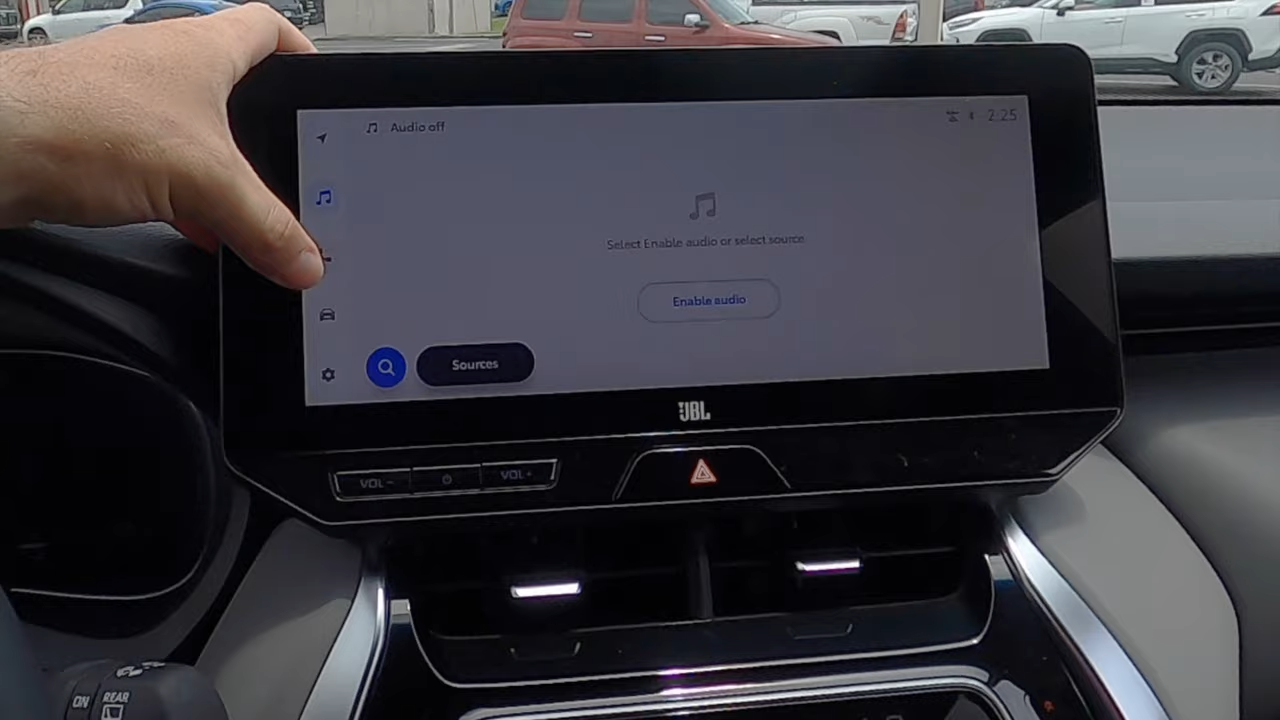 Audio off
2:25
Select Enable audio or select source
Enable audio
Sources
JBL
VOL- VOL+
ON
REAR